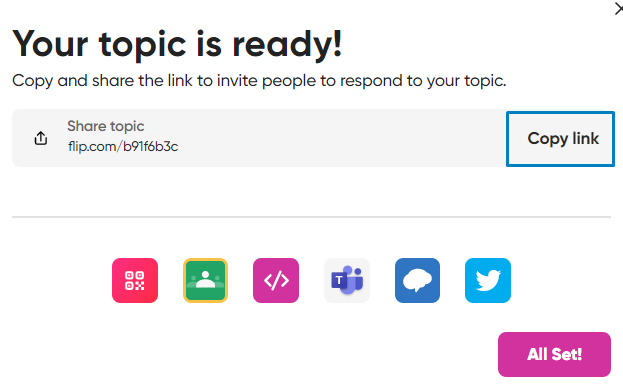 Your topic is ready!
Copy and share the link to invite people to respond to your topic.
Share topic
flip.com/b91f6b3c
Copy link
T
All Set!